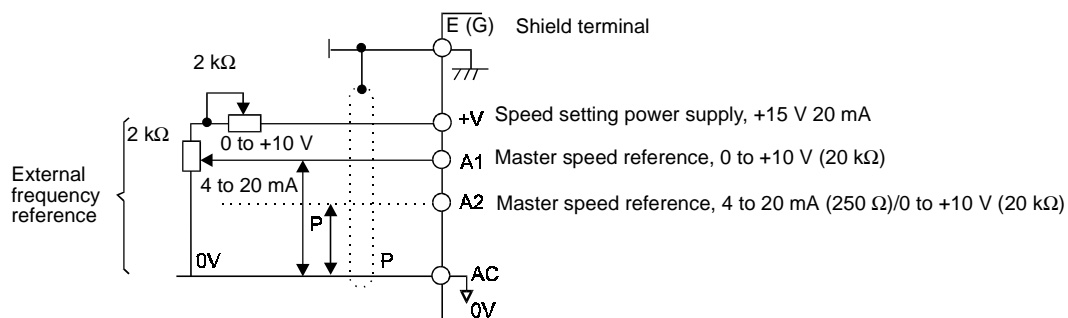 E (G) Shield terminal
2 kΩ
+V Speed setting power supply, +15 V 20 mA
2 kΩ
0 to +10 V
A1 Master speed reference, 0 to +10 V (20 kΩ)
External
frequency
reference
4 to 20 mA
A2 Master speed reference, 4 to 20 mA (250 Ω)/0 to +10 V (20 kΩ)
P
0V
P
AC
0V